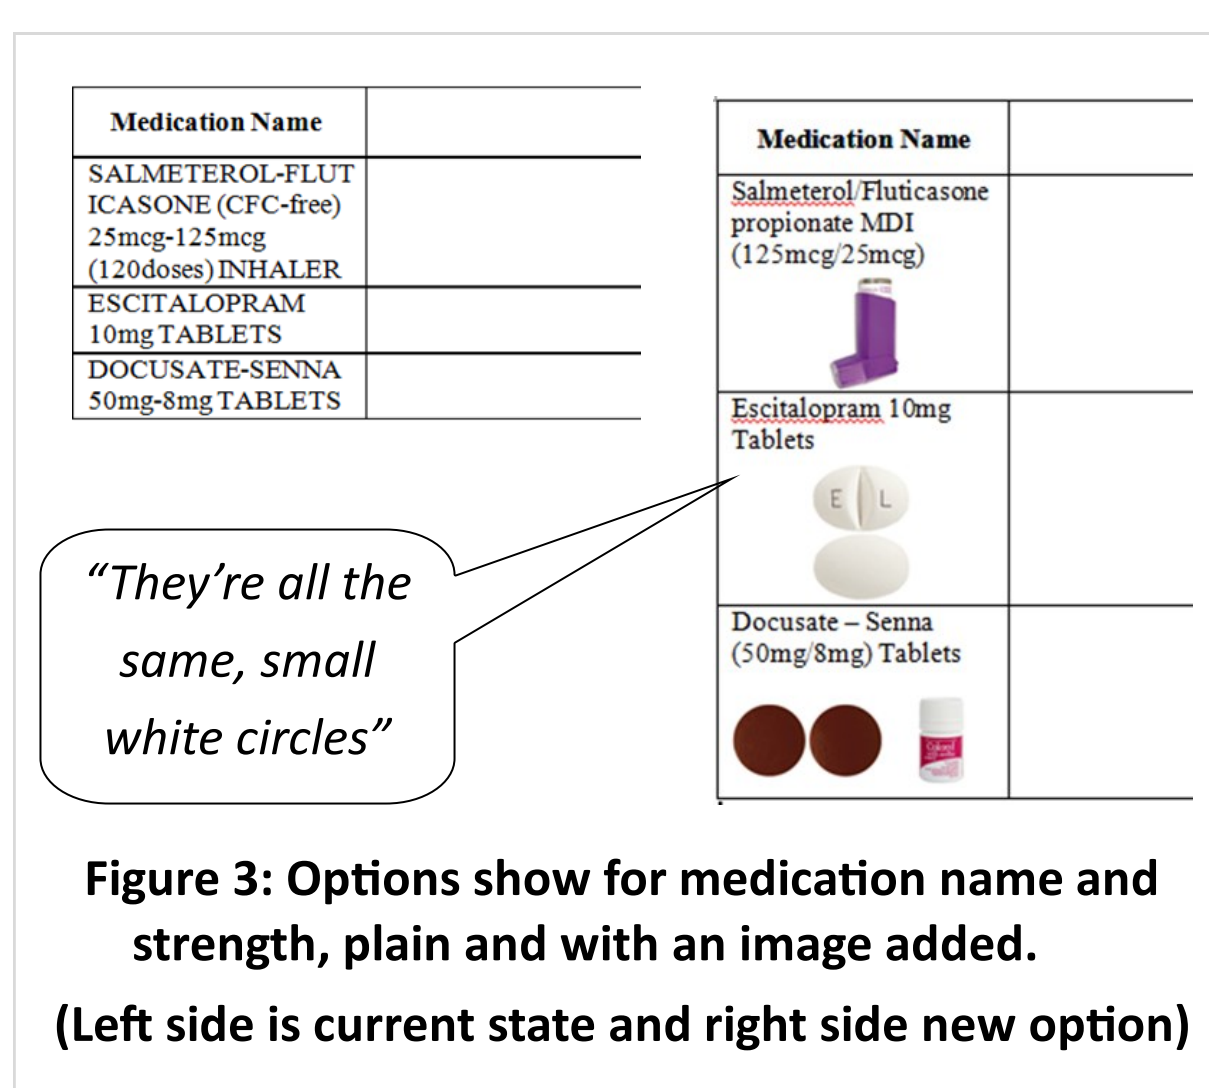 Medication Name
SALMETEROL-FLUT
ICASONE (CFC-free)
25mcg-125mcg
(120doses) INHALER
ESCITALOPRAM
10mg TABLETS
DOCUSATE-SENNA
50mg-8mg TABLETS
Medication Name
Salmeterol/Fluticasone
propionate MDI
(125mcg/25mcg)
Escitalopram 10mg
Tablets
E L
Docusate – Senna
(50mg/8mg) Tablets
Coloxyl
“They’re all the
same, small
white circles”
Figure 3: Options show for medication name and
strength, plain and with an image added.
(Left side is current state and right side new option)